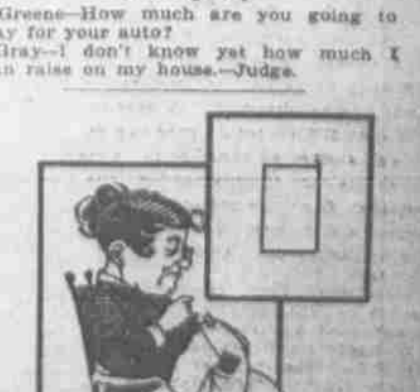 Greene—How much are you going to
ay for your auto?
Gray—I don't know yet how much I
n raise on my house.—Judge.